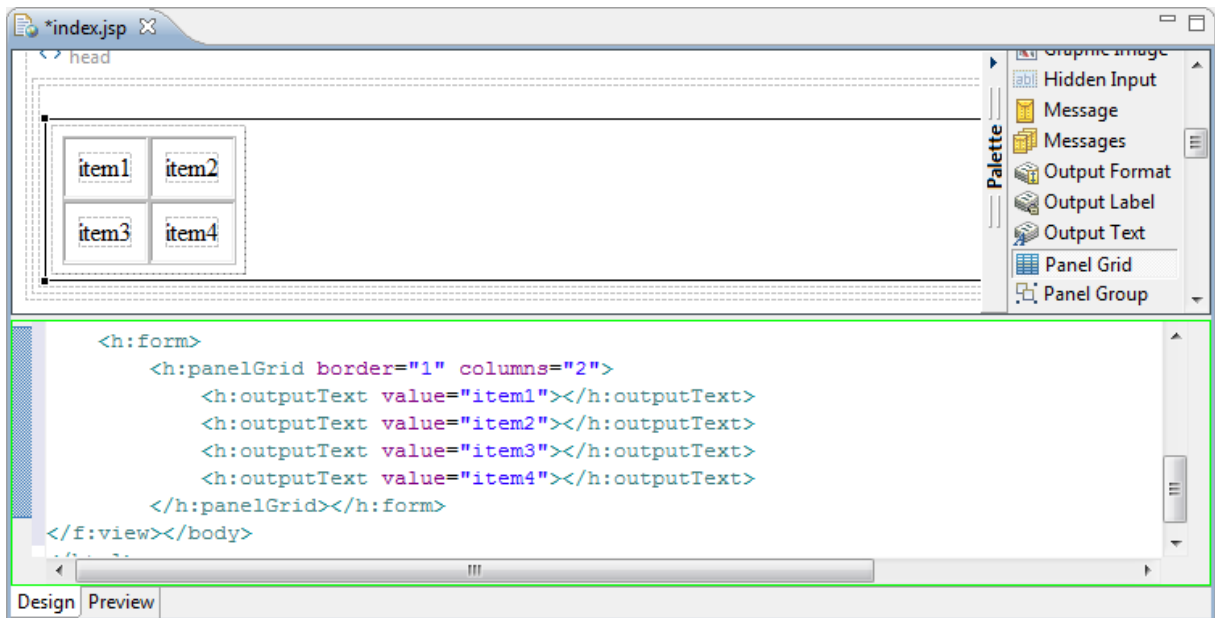 *index.jsp
head
item1 item2
item3 item4
Palette
Graphic Image
Hidden Input
Message
Messages
Output Format
Output Label
Output Text
Panel Grid
Panel Group
<h:form>
<h:panelGrid border="1" columns="2">
<h:outputText value="item1"></h:outputText>
<h:outputText value="item2"></h:outputText>
<h:outputText value="item3"></h:outputText>
<h:outputText value="item4"></h:outputText>
</h:panelGrid></h:form>
</f:view></body>
Design Preview